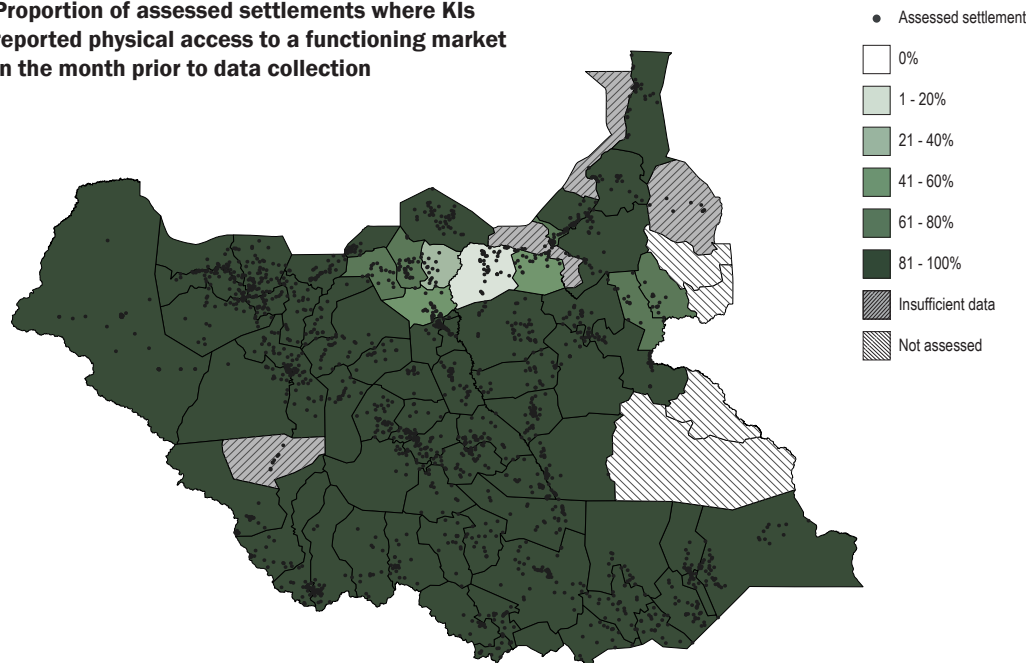 Proportion of assessed settlements where KIs
reported physical access to a functioning market
in the month prior to data collection
Assessed settlement
0%
1 - 20%
21 - 40%
41 - 60%
61 - 80%
81 - 100%
Insufficient data
Not assessed